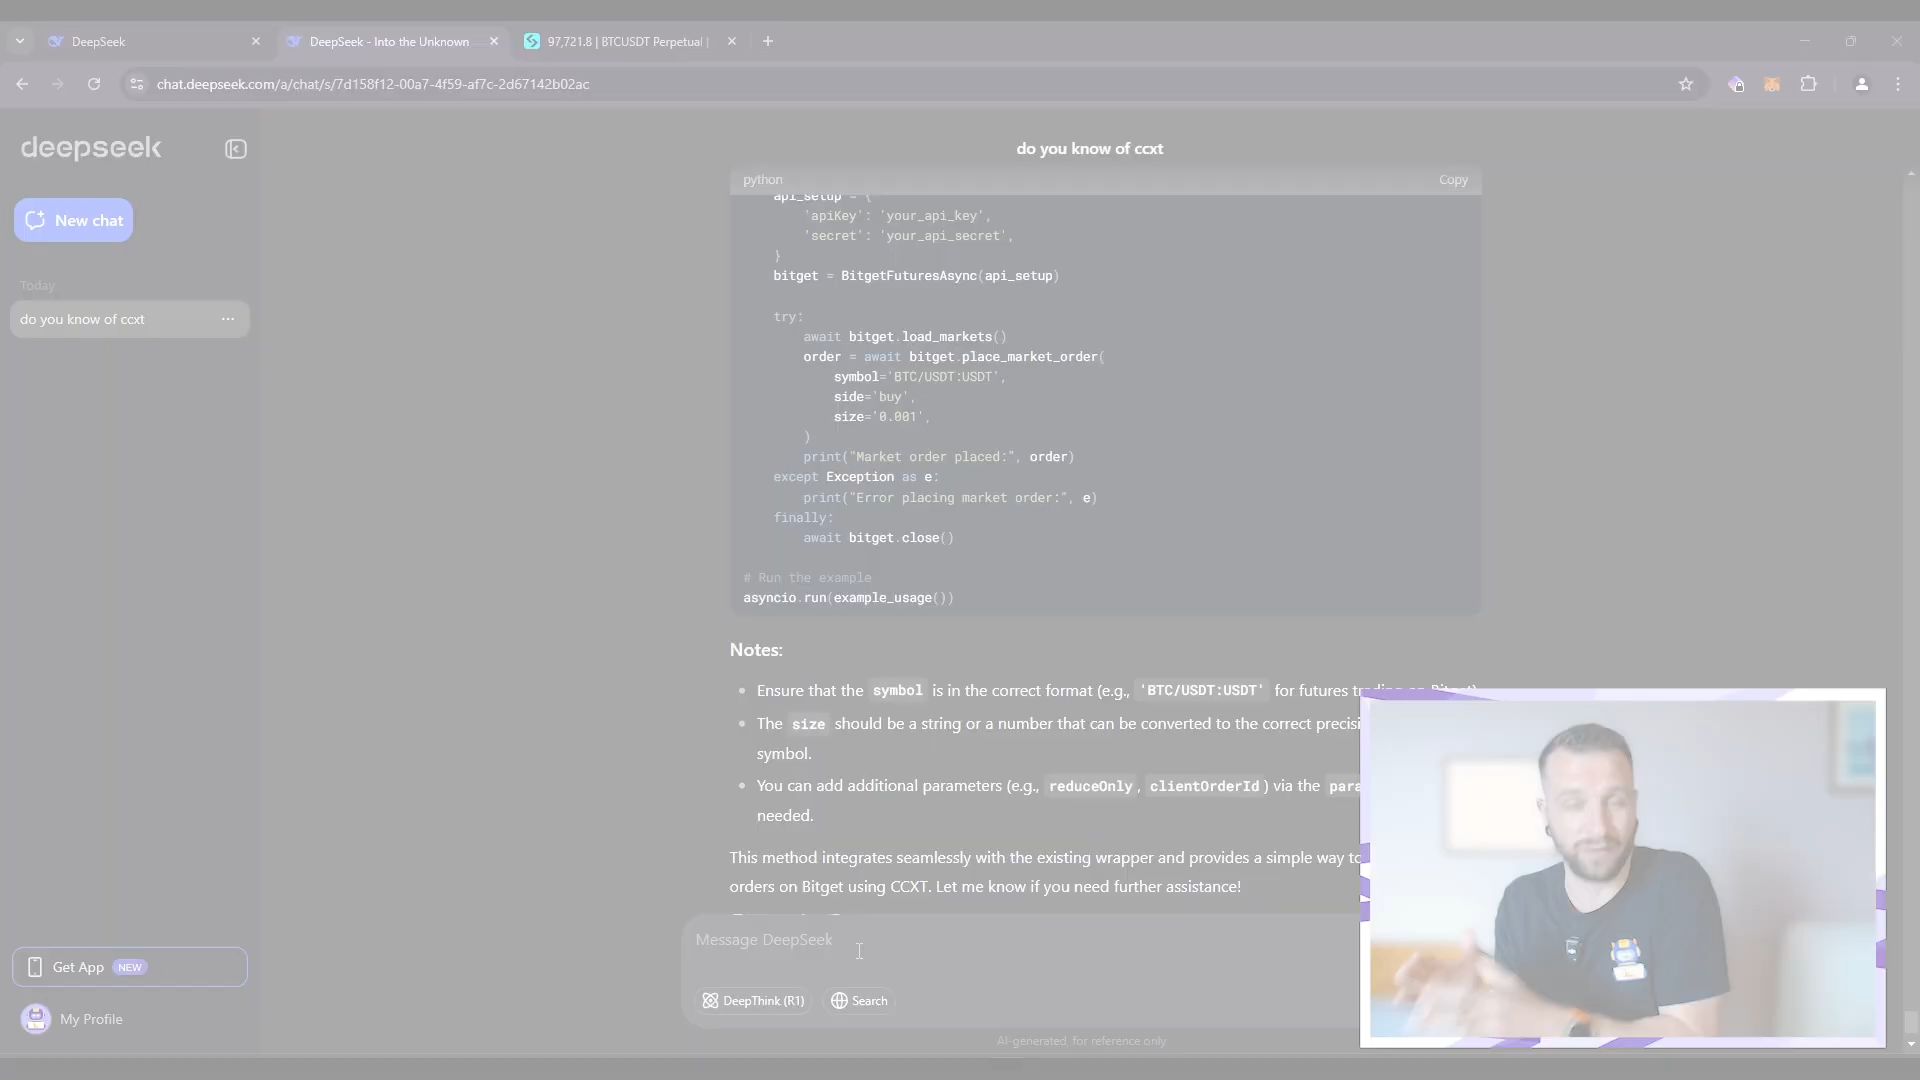 DeepSeek
DeepSeek - Into the Unknown
97,721.8 | BTCUSDT Perpetual |
chat.deepseek.com/a/chat/s/7d158f12-00a7-4f59-af7c-2d67142b02ac
deepseek
New chat
Today
do you know of ccxt
Get App NEW
My Profile
do you know of ccxt
python
Copy
api_setup = {
'apiKey': 'your_api_key',
'secret': 'your_api_secret',
}
bitget = BitgetFuturesAsync(api_setup)
try:
await bitget.load_markets()
order = await bitget.place_market_order(
symbol='BTC/USDT:USDT',
side='buy',
size='0.001',
)
print("Market order placed:", order)
except Exception as e:
print("Error placing market order:", e)
finally:
await bitget.close()
# Run the example
asyncio.run(example_usage())
Notes:
Ensure that the symbol is in the correct format (e.g., 'BTC/USDT:USDT' for futures trading on Bitget).
The size should be a string or a number that can be converted to the correct
symbol.
You can add additional parameters (e.g., reduceOnly, clientOrderId) via the
needed.
This method integrates seamlessly with the existing wrapper and provides a simple way to
orders on Bitget using CCXT. Let me know if you need further assistance!
Message DeepSeek
DeepThink (R1)
Search
AI-generated, for reference only